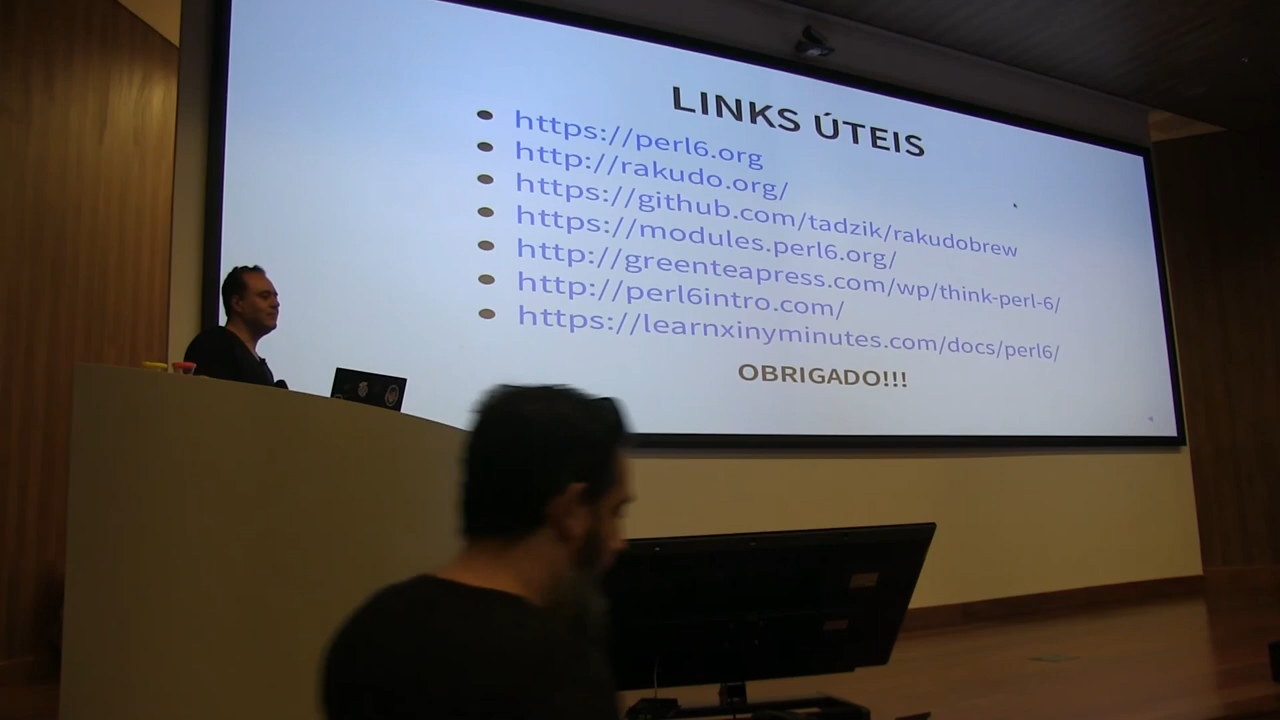 LINKS ÚTEIS
https://perl6.org
http://rakudo.org/
https://github.com/tadzik/rakudobrew
https://modules.perl6.org/
http://greenteapress.com/wp/think-perl-6/
http://perl6intro.com/
https://learnxinyminutes.com/docs/perl6/
OBRIGADO!!!